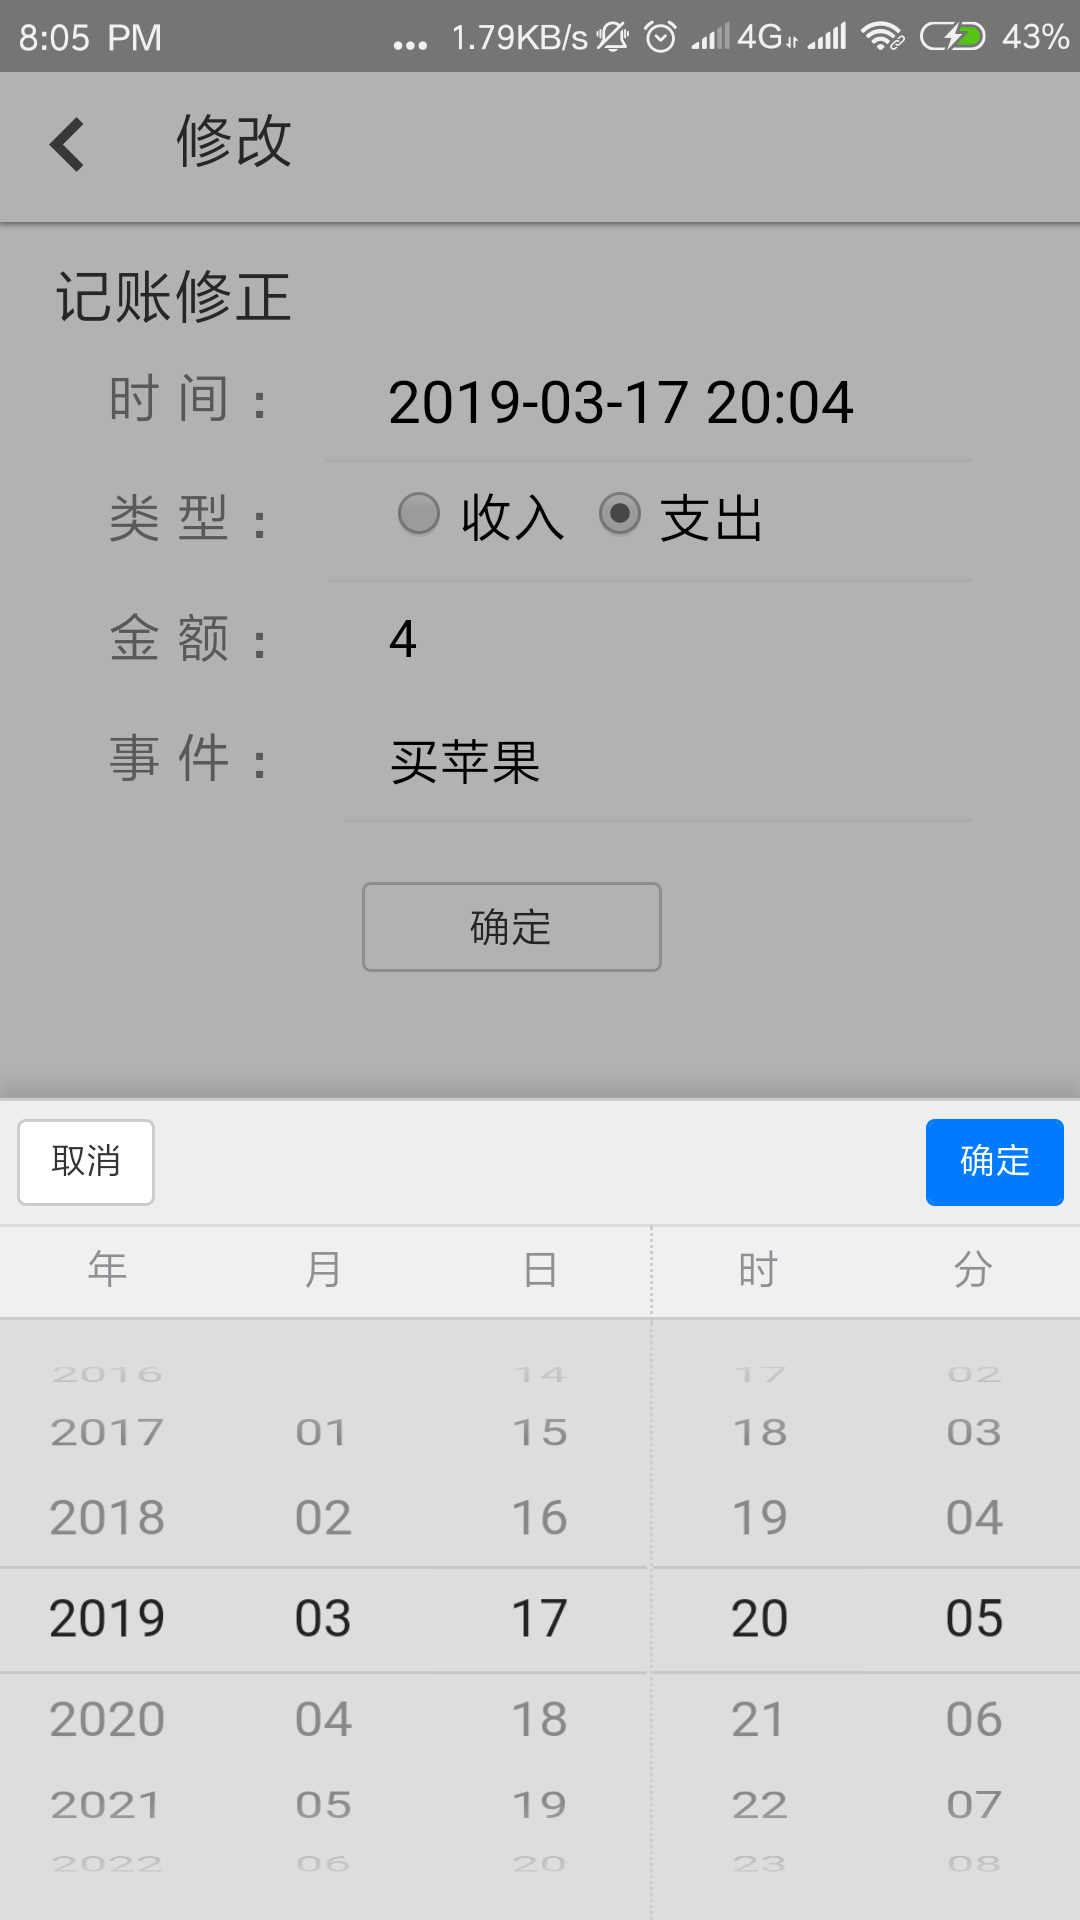 8:05 PM ... 1.79KB/s 4G 43%
修改
记账修正
时间： 2019-03-17 20:04
类型： 收入 支出
金额： 4
事件： 买苹果
确定
取消 确定
年 月 日 时 分
2016 14 17 02
2017 01 15 18 03
2018 02 16 19 04
2019 03 17 20 05
2020 04 18 21 06
2021 05 19 22 07
2022 06 20 23 08